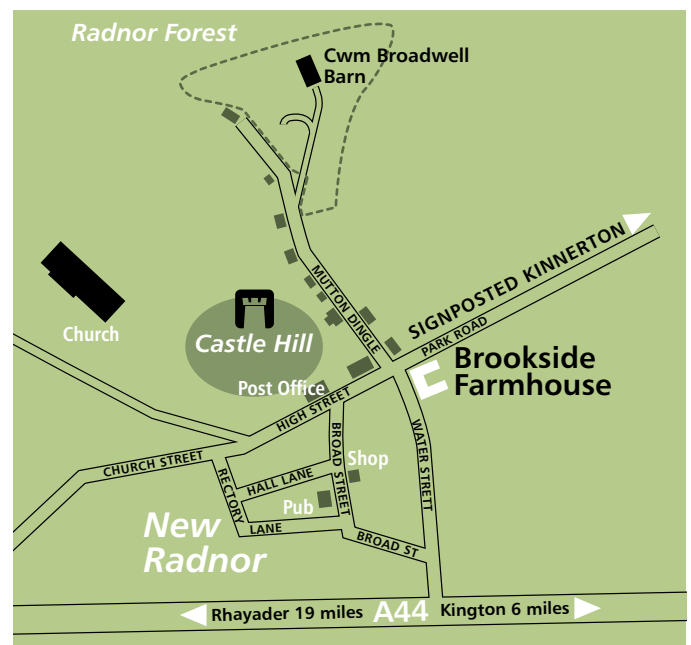 Radnor Forest
Cwm Broadwell
Barn
SIGNPOSTED KINNERTON
MUTTON DINGLE
PARK ROAD
Church
Castle Hill
Brookside
Farmhouse
Post Office
HIGH STREET
CHURCH STREET
BROAD STREET
WATER STRETT
Shop
RECTORY
HALL LANE
Pub
LANE
BROAD ST
New
Radnor
Rhayader 19 miles A44 Kington 6 miles